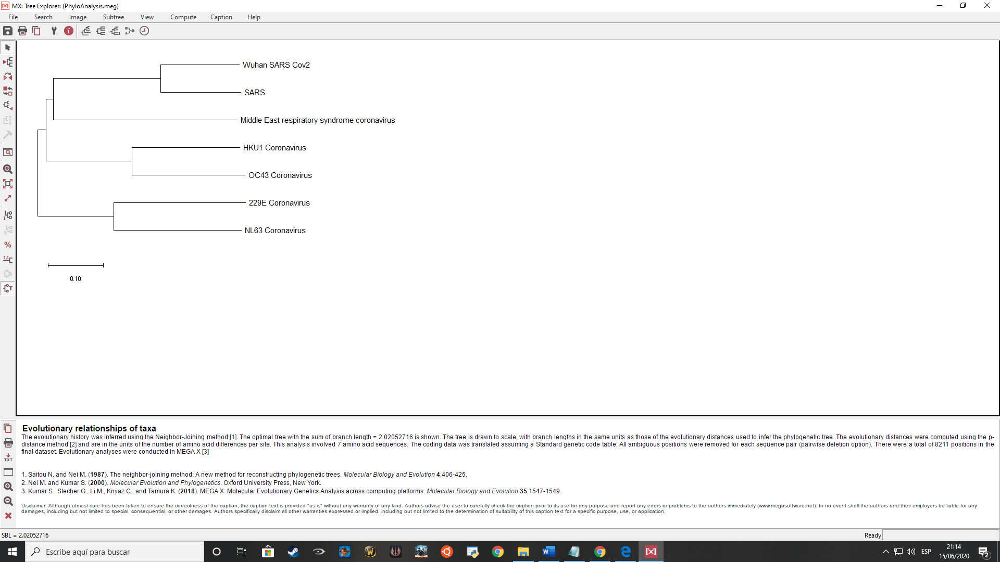 MX: Tree Explorer: (PhyloAnalysis.meg)
File Search Image Subtree View Compute Caption Help
Wuhan SARS Cov2
SARS
Middle East respiratory syndrome coronavirus
HKU1 Coronavirus
OC43 Coronavirus
229E Coronavirus
NL63 Coronavirus
0.10
Evolutionary relationships of taxa
The evolutionary history was inferred using the Neighbor-Joining method [1]. The optimal tree with the sum of branch length = 2.02052716 is shown. The tree is drawn to scale, with branch lengths in the same units as those of the evolutionary distances used to infer the phylogenetic tree. The evolutionary distances were computed using the p-
distance method [2] and are in the units of the number of amino acid differences per site. This analysis involved 7 amino acid sequences. The coding data was translated assuming a Standard genetic code table. All ambiguous positions were removed for each sequence pair (pairwise deletion option). There were a total of 8211 positions in the
final dataset. Evolutionary analyses were conducted in MEGA X [3]
1. Saitou N. and Nei M. (1987). The neighbor-joining method: A new method for reconstructing phylogenetic trees. Molecular Biology and Evolution 4:406-425.
2. Nei M. and Kumar S. (2000). Molecular Evolution and Phylogenetics. Oxford University Press, New York.
3. Kumar S., Stecher G., Li M., Knyaz C., and Tamura K. (2018). MEGA X: Molecular Evolutionary Genetics Analysis across computing platforms. Molecular Biology and Evolution 35:1547-1549.
Disclaimer: Although utmost care has been taken to ensure the correctness of the caption, the caption text is provided "as is" without any warranty of any kind. Authors advise the user to carefully check the caption prior to its use for any purpose and report any errors or problems to the authors immediately (www.megasoftware.net). In no event shall the authors and their employers be liable for any
damages, including but not limited to special, consequential, or other damages. Authors specifically disclaim all other warranties expressed or implied, including but not limited to the determination of suitability of this caption text for a specific purpose, use, or application.
SBL = 2.02052716
Ready
Escribe aquí para buscar
ESP
21:14
15/06/2020
2